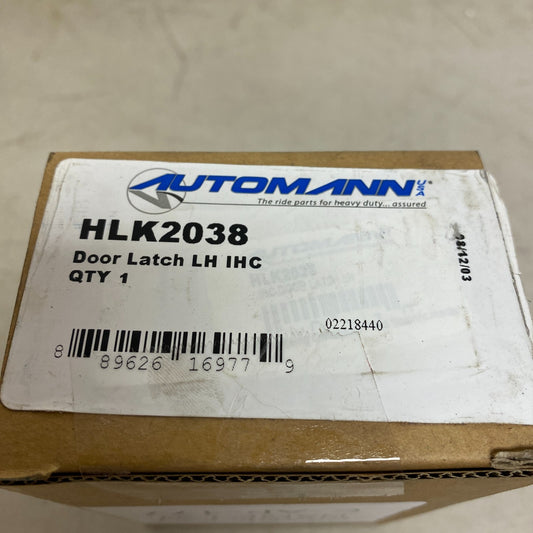 AUTOMANN USA®
The ride parts for heavy duty... assured
HLK2038
Door Latch LH IHC
QTY 1
08/12/03
02218440
8 89626 16977 9